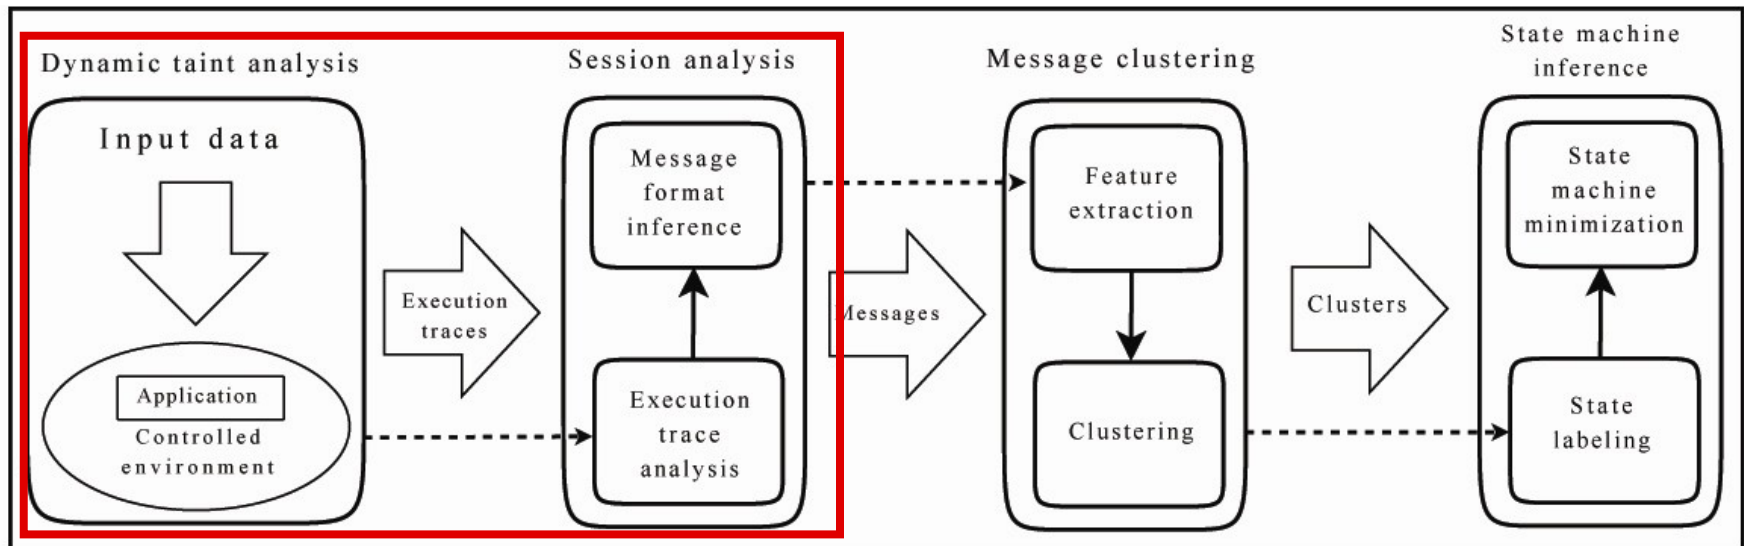 Dynamic taint analysis
Input data
Application
Controlled
environment
Execution
traces
Session analysis
Message
format
inference
Execution
trace
analysis
Messages
Message clustering
Feature
extraction
Clustering
Clusters
State machine
inference
State
machine
minimization
State
labeling